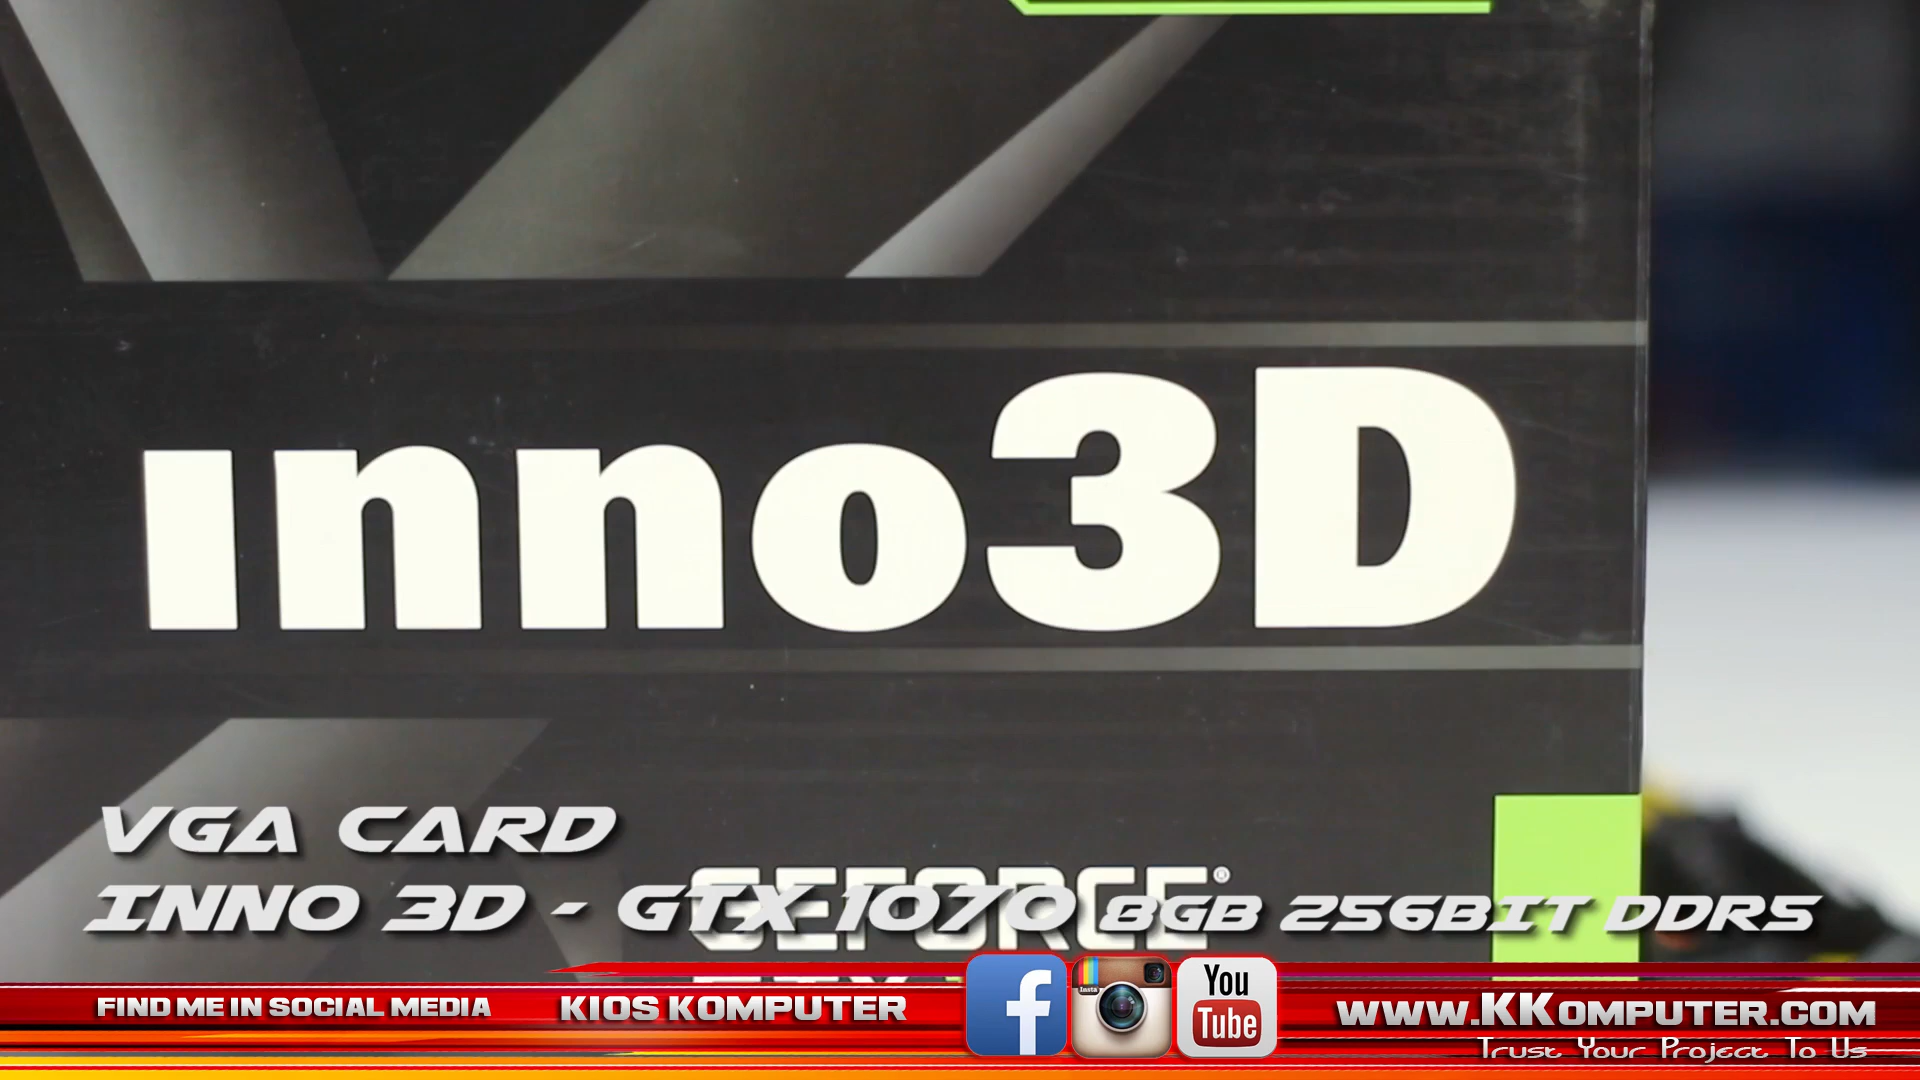 inno3D
VGA CARD
INNO 3D - GTX 1070 8GB 256BIT DDR5
GEFORCE®
FIND ME IN SOCIAL MEDIA
KIOS KOMPUTER
Insta
You
Tube
WWW.KKOMPUTER.COM
Trust Your Project To Us